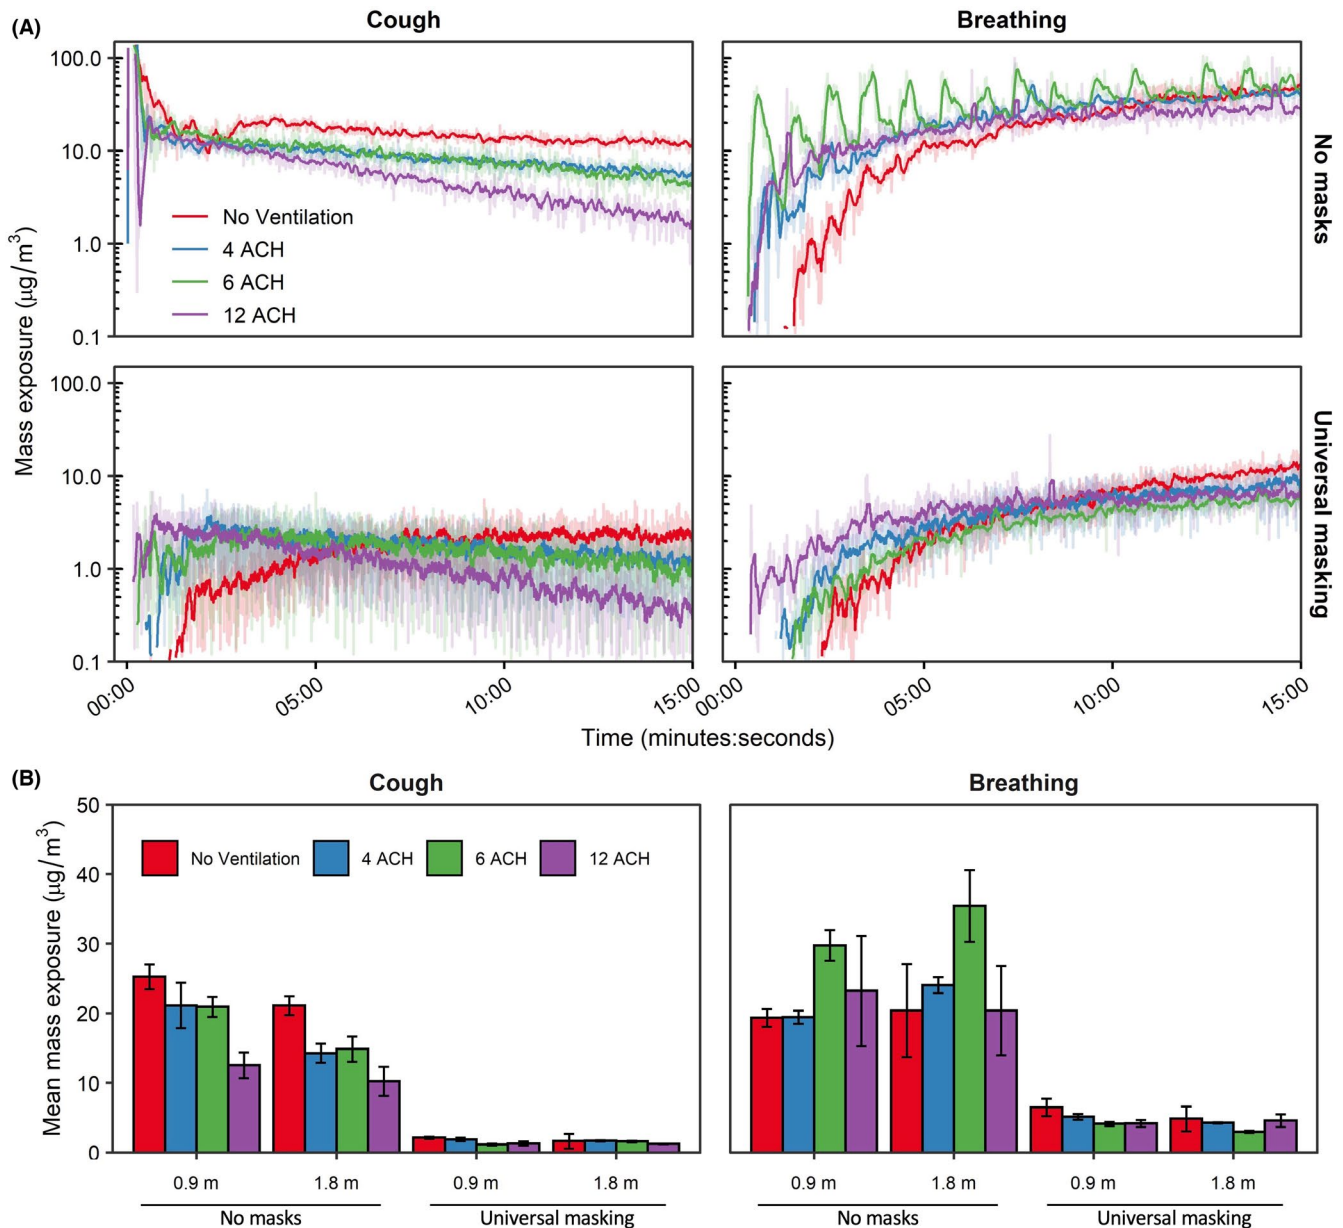 (A)
Cough
Breathing
100.0
10.0
1.0
0.1
No Ventilation
4 ACH
6 ACH
12 ACH
No masks
100.0
10.0
1.0
0.1
Universal masking
Mass exposure (µg/m³)
00:00 05:00 10:00 15:00
00:00 05:00 10:00 15:00
Time (minutes:seconds)
(B)
Cough
Breathing
50
40
30
20
10
0
Mean mass exposure (µg/m³)
No Ventilation 4 ACH 6 ACH 12 ACH
0.9 m 1.8 m 0.9 m 1.8 m
0.9 m 1.8 m 0.9 m 1.8 m
No masks Universal masking
No masks Universal masking